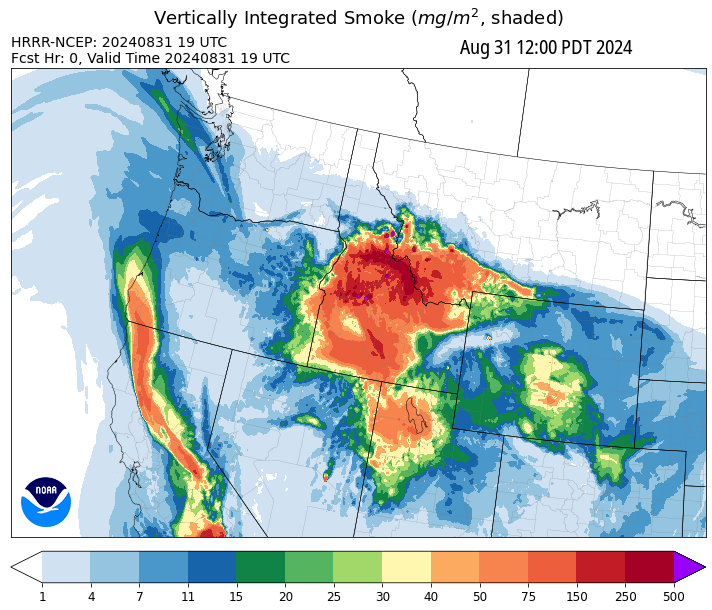 Vertically Integrated Smoke (mg/m², shaded)
HRRR-NCEP: 20240831 19 UTC
Fcst Hr: 0, Valid Time 20240831 19 UTC
Aug 31 12:00 PDT 2024
NOAA
1 4 7 11 15 20 25 30 40 50 75 150 250 500